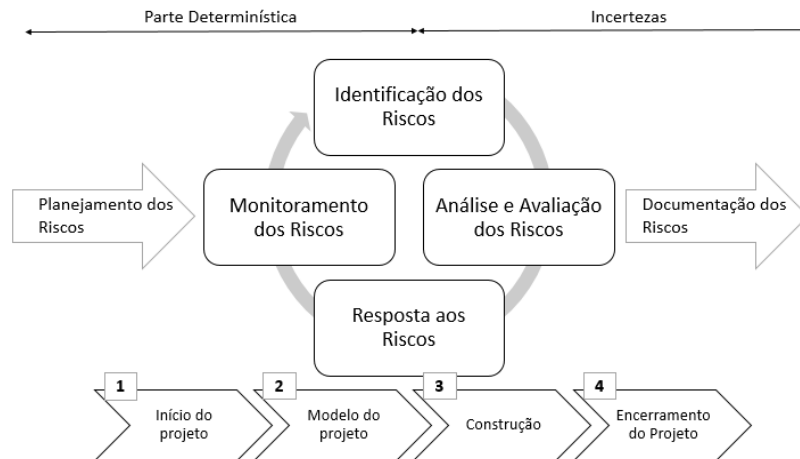 Parte Determinística
Incertezas
Identificação dos
Riscos
Planejamento dos
Riscos
Monitoramento
dos Riscos
Análise e Avaliação
dos Riscos
Documentação dos
Riscos
Resposta aos
Riscos
1
Início do
projeto
2
Modelo do
projeto
3
Construção
4
Encerramento
do Projeto